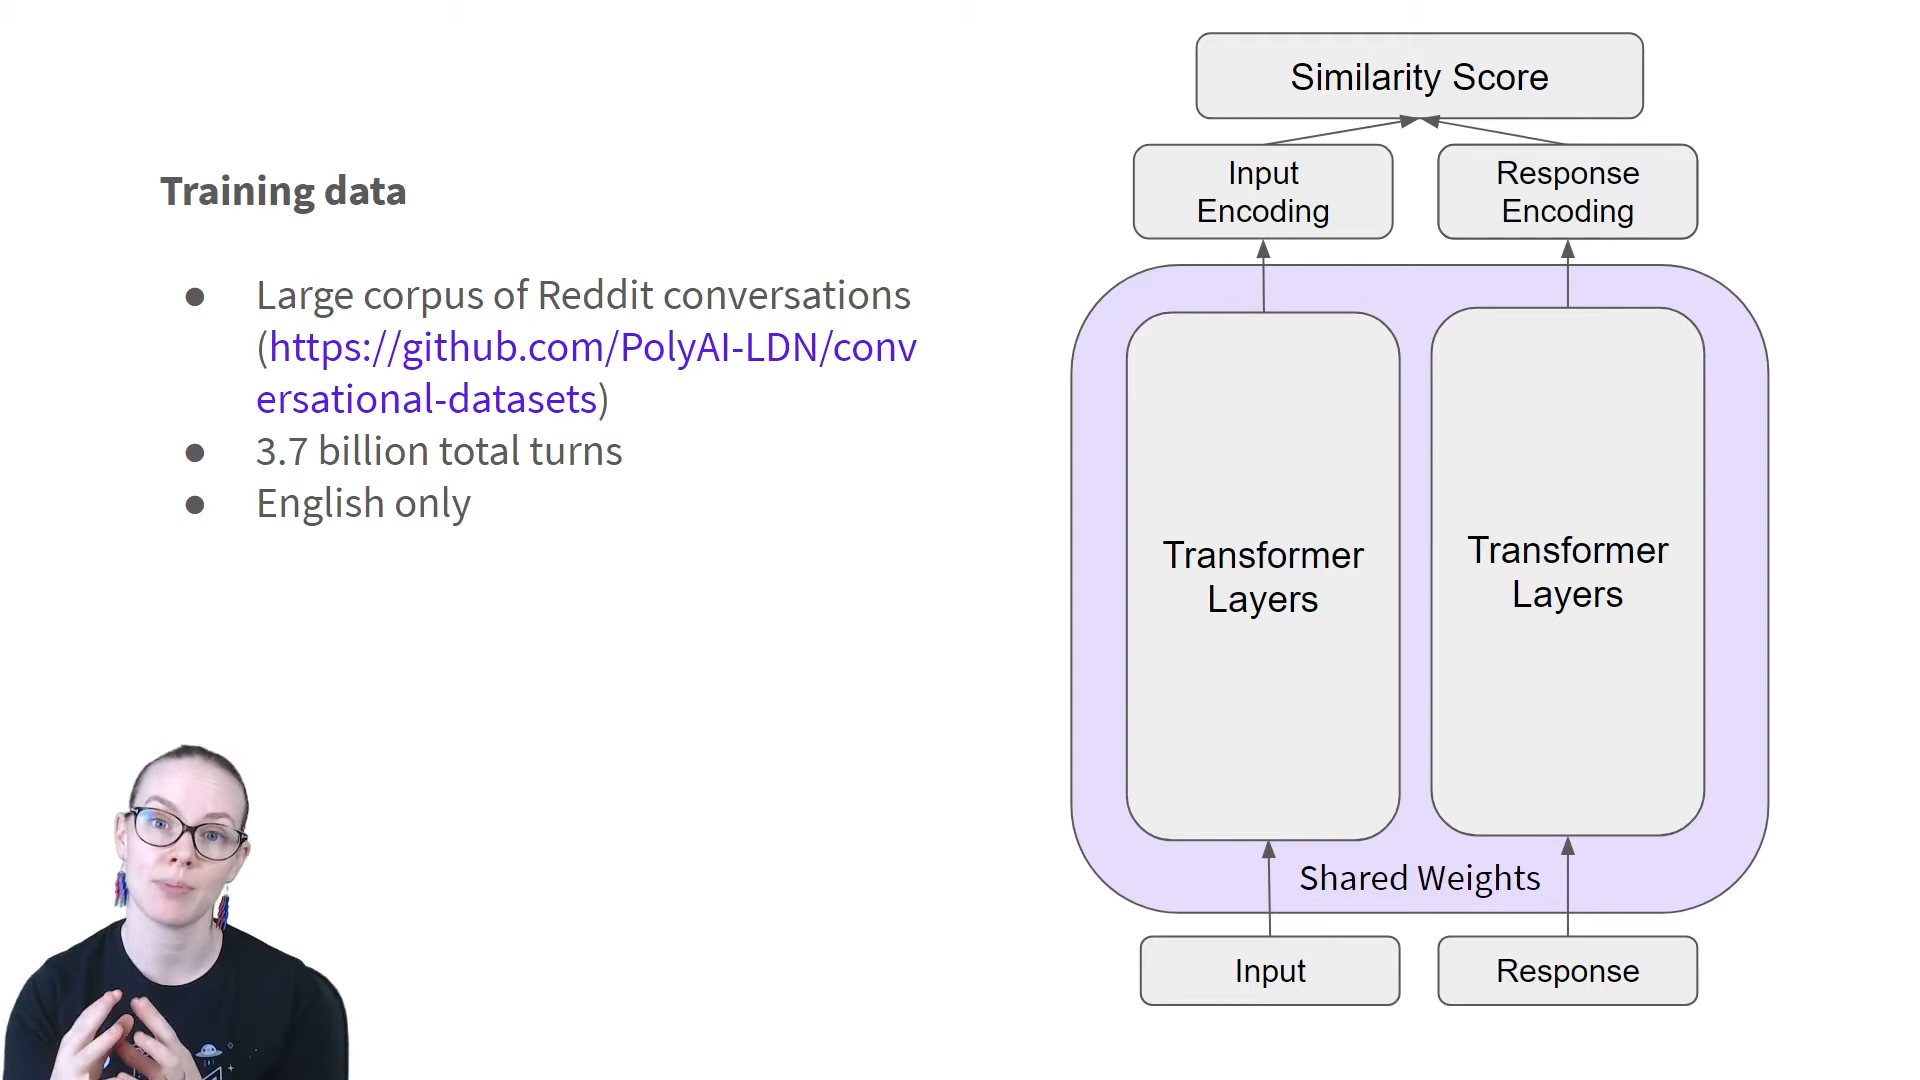 Training data
● Large corpus of Reddit conversations
(https://github.com/PolyAI-LDN/conv
ersational-datasets)
● 3.7 billion total turns
● English only
Similarity Score
Input
Encoding
Response
Encoding
Transformer
Layers
Transformer
Layers
Shared Weights
Input
Response